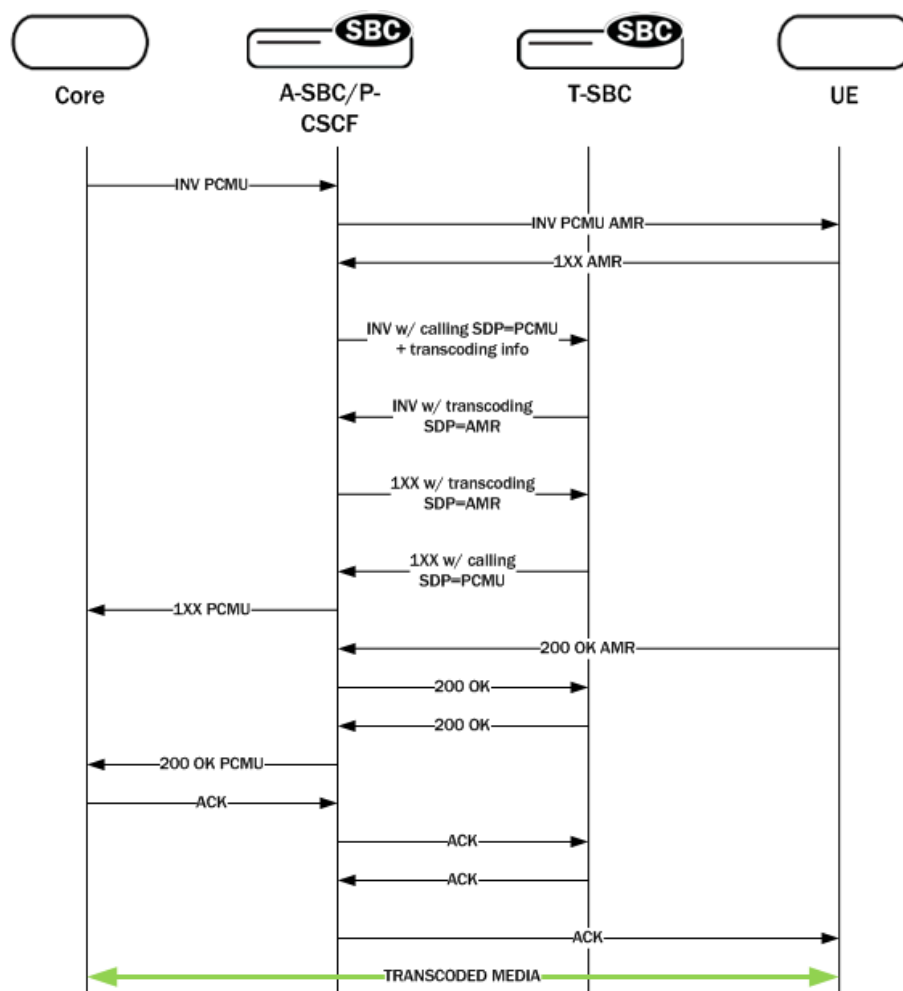 SBC
SBC
Core
A-SBC/P-
CSCF
T-SBC
UE
INV PCMU
INV PCMU AMR
1XX AMR
INV w/ calling SDP=PCMU
+ transcoding info
INV w/ transcoding
SDP=AMR
1XX w/ transcoding
SDP=AMR
1XX w/ calling
SDP=PCMU
1XX PCMU
200 OK AMR
200 OK
200 OK
200 OK PCMU
ACK
ACK
ACK
ACK
TRANSCODED MEDIA